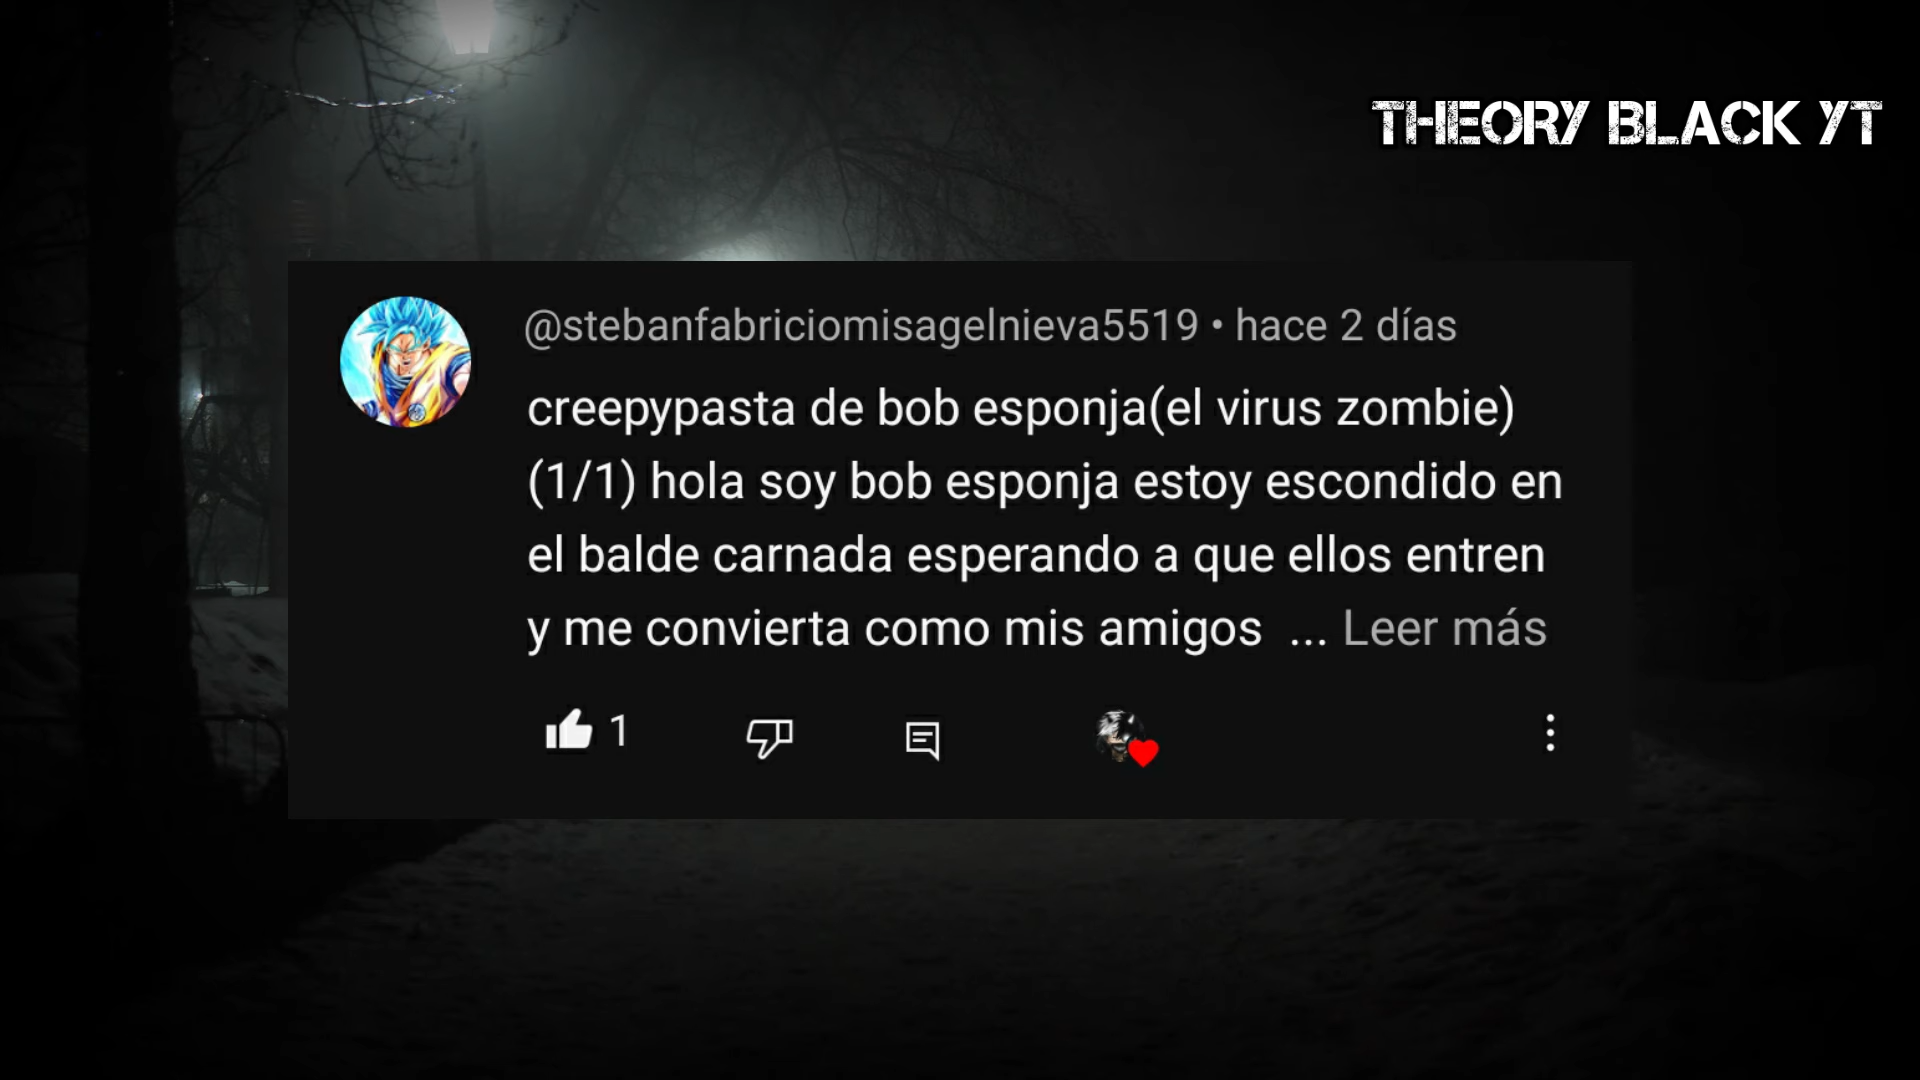 THEORY BLACK YT
@stebanfabriciomisagelnieva5519 • hace 2 días
creepypasta de bob esponja(el virus zombie)
(1/1) hola soy bob esponja estoy escondido en
el balde carnada esperando a que ellos entren
y me convierta como mis amigos ... Leer más
1